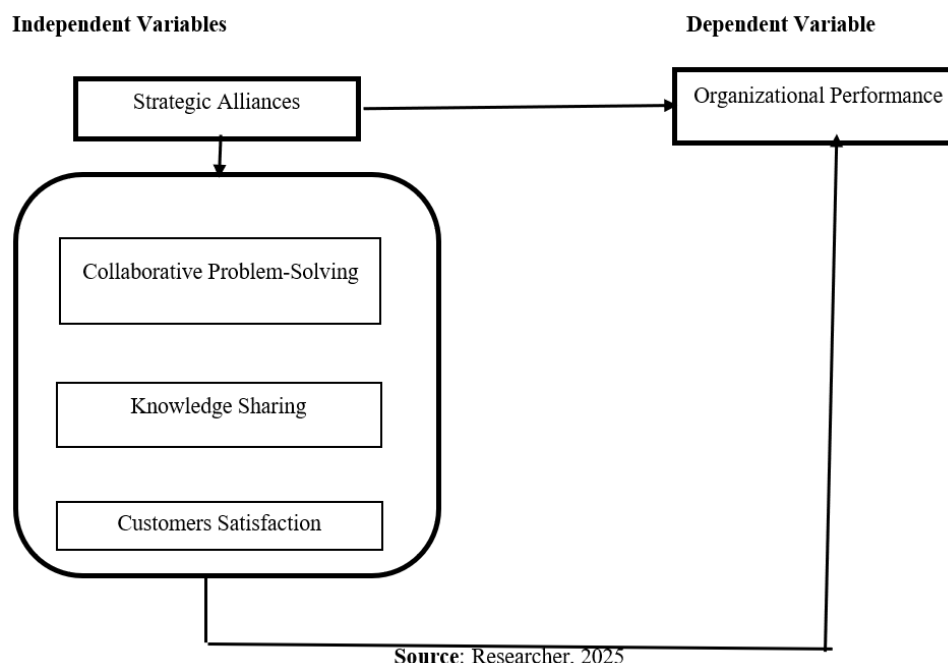 Independent Variables
Dependent Variable
Strategic Alliances
Organizational Performance
Collaborative Problem-Solving
Knowledge Sharing
Customers Satisfaction
Source: Researcher, 2025